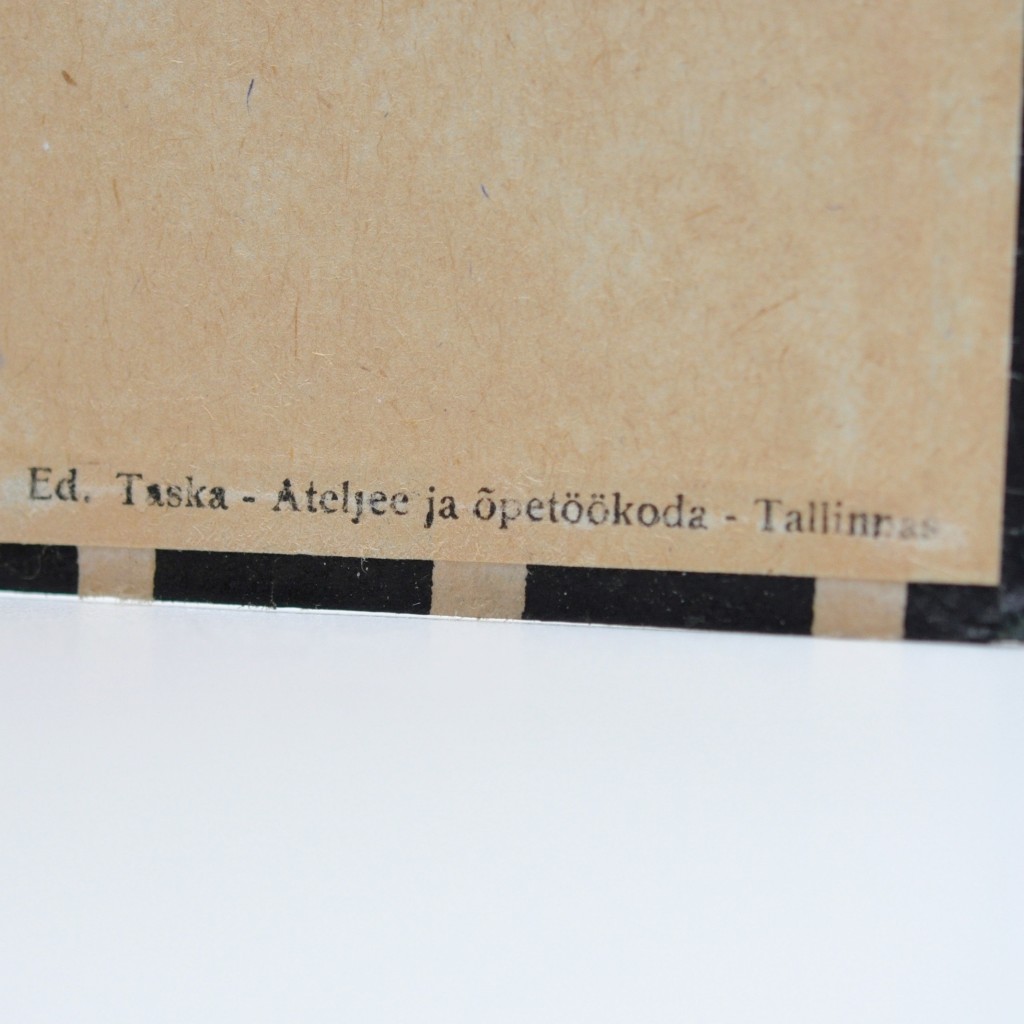 Ed. Taska - Ateljee ja õpetöökoda - Tallinnas